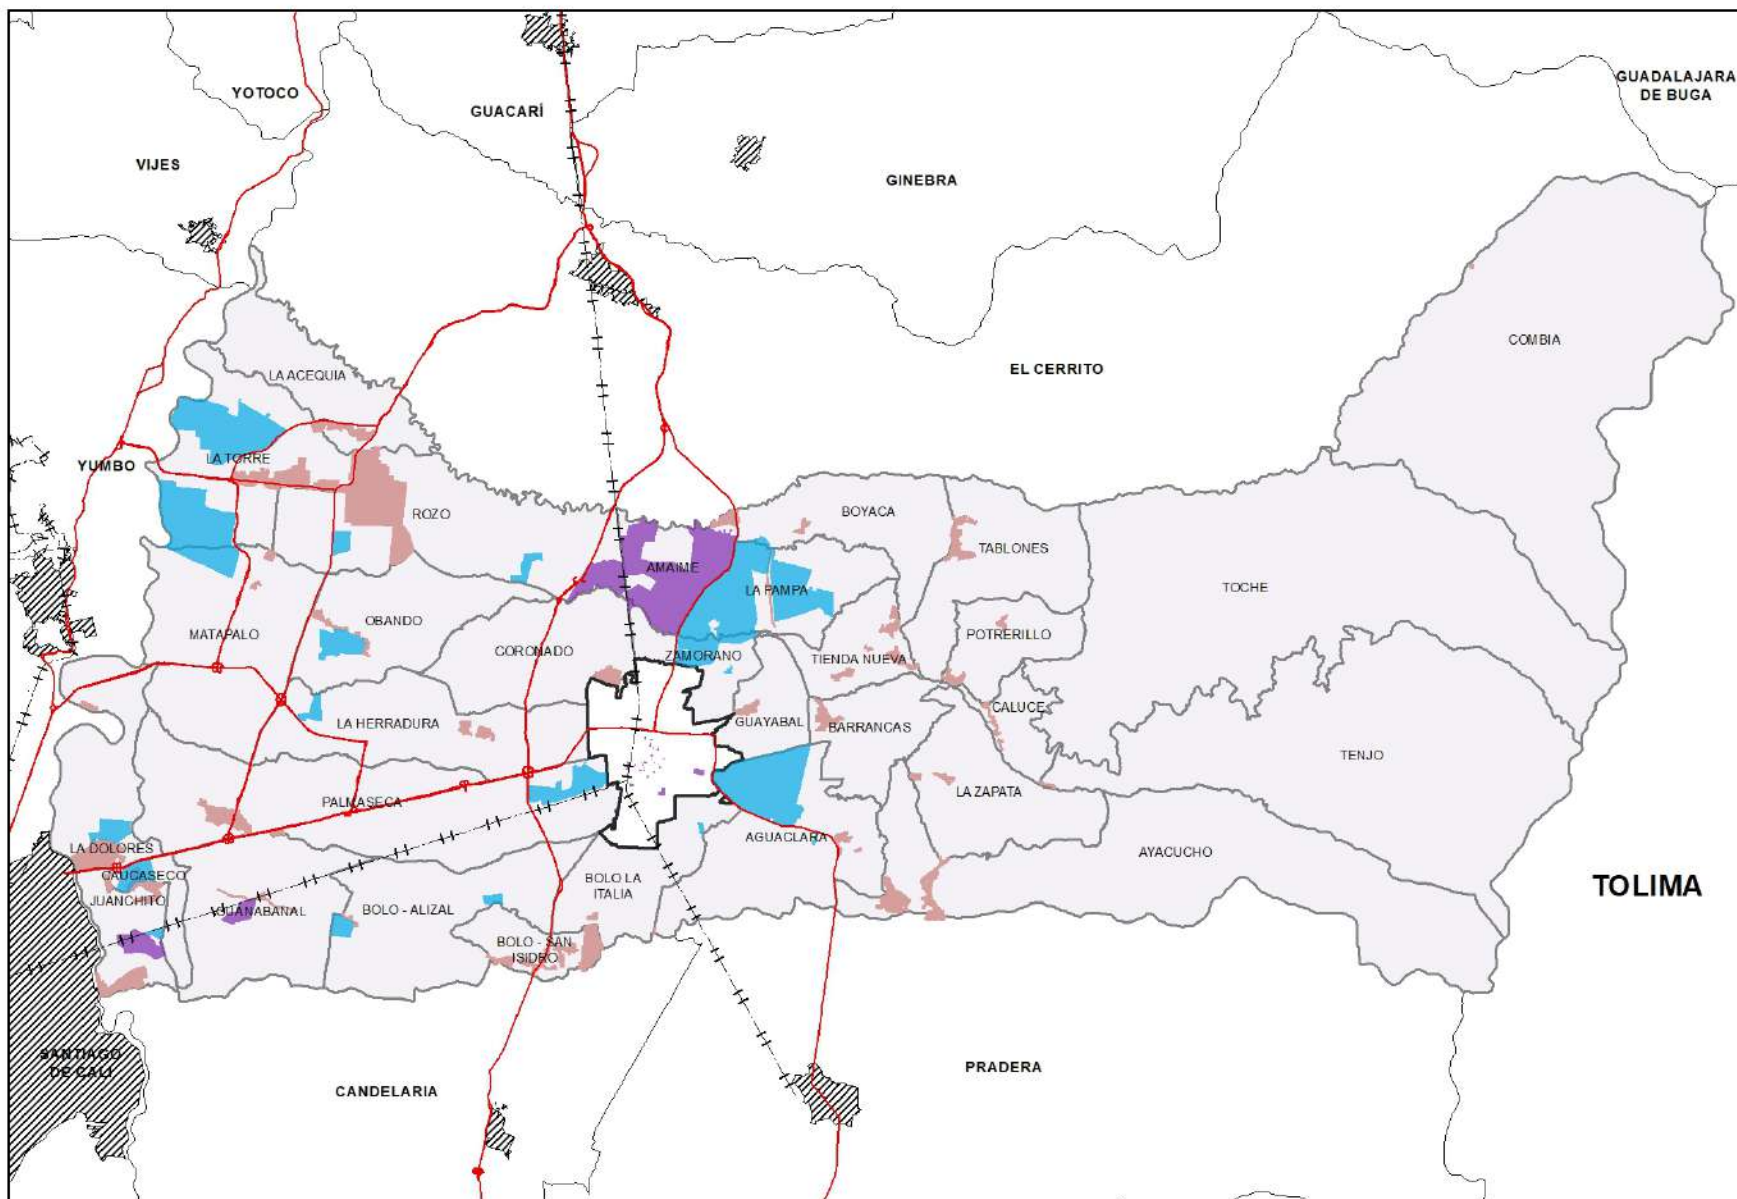 GUADALAJARA
DE BUGA
YOTOCO
GUACARÍ
VIJES
GINEBRA
COMBIA
EL CERRITO
LA ACEQUIA
LA TORRE
YUMBO
ROZO
BOYACA
TABLONES
AMAIME
LA PAMPA
TOCHE
OBANDO
MATAPALO
POTRERILLO
CORONADO
ZAMORANO
TIENDA NUEVA
CALUCE
LA HERRADURA
GUAYABAL
BARRANCAS
TENJO
LA ZAPATA
PALMASECA
AGUACLARA
LA DOLORES
AYACUCHO
CAUCASECO
BOLO LA
ITALIA
TOLIMA
JUANCHITO
GUANABANAL
BOLO - ALIZAL
BOLO - SAN
ISIDRO
SANTIAGO
DE CALI
PRADERA
CANDELARIA